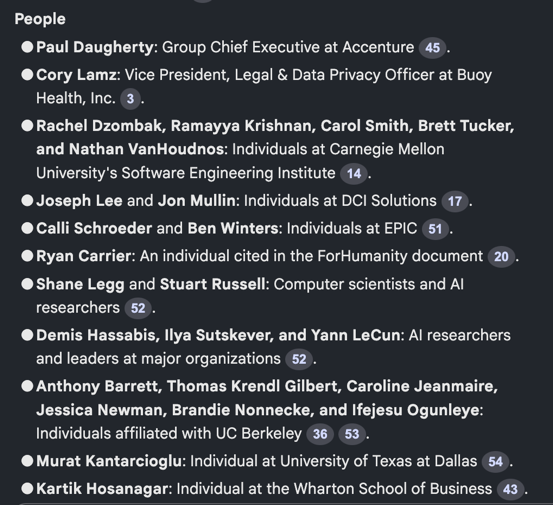 People
Paul Daugherty: Group Chief Executive at Accenture 45.
Cory Lamz: Vice President, Legal & Data Privacy Officer at Buoy
Health, Inc. 3.
Rachel Dzombak, Ramayya Krishnan, Carol Smith, Brett Tucker,
and Nathan VanHoudnos: Individuals at Carnegie Mellon
University's Software Engineering Institute 14.
Joseph Lee and Jon Mullin: Individuals at DCI Solutions 17.
Calli Schroeder and Ben Winters: Individuals at EPIC 51.
Ryan Carrier: An individual cited in the ForHumanity document 20.
Shane Legg and Stuart Russell: Computer scientists and AI
researchers 52.
Demis Hassabis, Ilya Sutskever, and Yann LeCun: AI researchers
and leaders at major organizations 52.
Anthony Barrett, Thomas Krendl Gilbert, Caroline Jeanmaire,
Jessica Newman, Brandie Nonnecke, and Ifejesu Ogunleye:
Individuals affiliated with UC Berkeley 36 53.
Murat Kantarcioglu: Individual at University of Texas at Dallas 54.
Kartik Hosanagar: Individual at the Wharton School of Business 43.